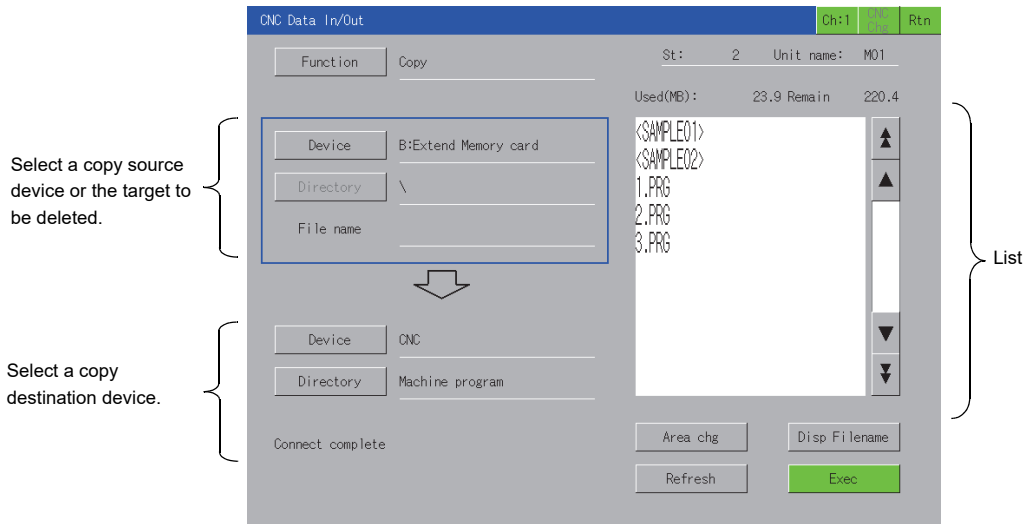 CNC Data In/Out
Ch:1
CNC Chg
Rtn
Function
Copy
St: 2 Unit name: M01
Used(MB): 23.9 Remain 220.4
Select a copy source
device or the target to
be deleted.
Device
B:Extend Memory card
Directory
\
File name
<SAMPLE01>
<SAMPLE02>
1.PRG
2.PRG
3.PRG
List
Select a copy
destination device.
Device
CNC
Directory
Machine program
Connect complete
Area chg
Disp Filename
Refresh
Exec